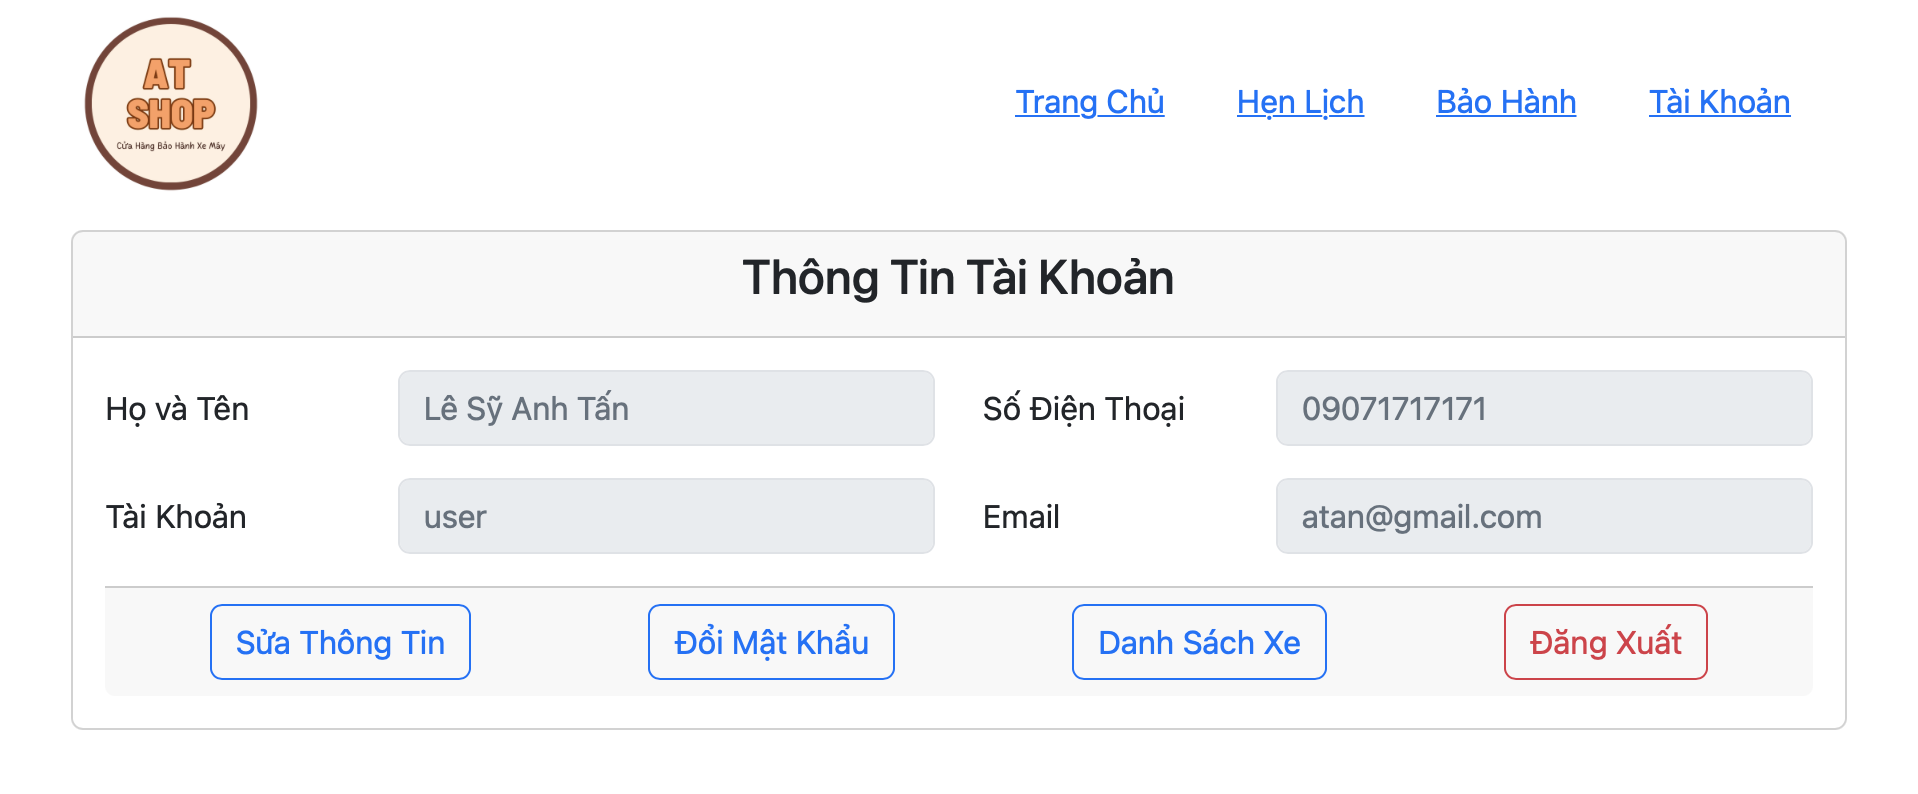 AT
SHOP
Cửa Hàng Bảo Hành Xe Máy
Trang Chủ Hẹn Lịch Bảo Hành Tài Khoản
Thông Tin Tài Khoản
Họ và Tên Lê Sỹ Anh Tấn Số Điện Thoại 09071717171
Tài Khoản user Email atan@gmail.com
Sửa Thông Tin Đổi Mật Khẩu Danh Sách Xe Đăng Xuất